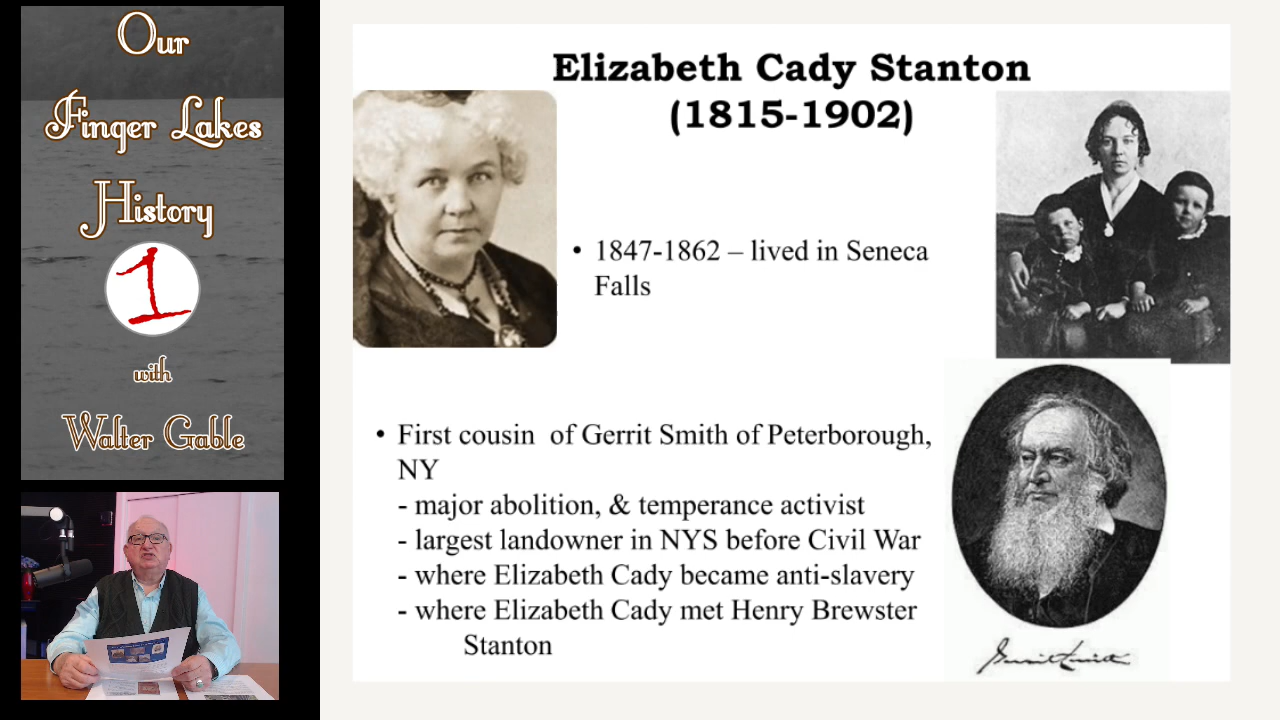 Our
Finger Lakes
History
1
with
Walter Gable
Elizabeth Cady Stanton
(1815-1902)
• 1847-1862 – lived in Seneca
Falls
• First cousin  of Gerrit Smith of Peterborough,
NY
- major abolition, & temperance activist
- largest landowner in NYS before Civil War
- where Elizabeth Cady became anti-slavery
- where Elizabeth Cady met Henry Brewster
Stanton